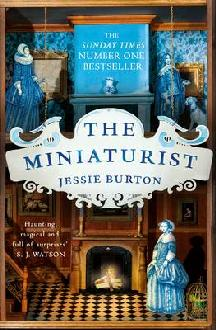 THE
SUNDAY TIMES
NUMBER ONE
BESTSELLER
THE
MINIATURIST
JESSIE BURTON
'Haunting,
magical and
full of surprises'
S. J. WATSON